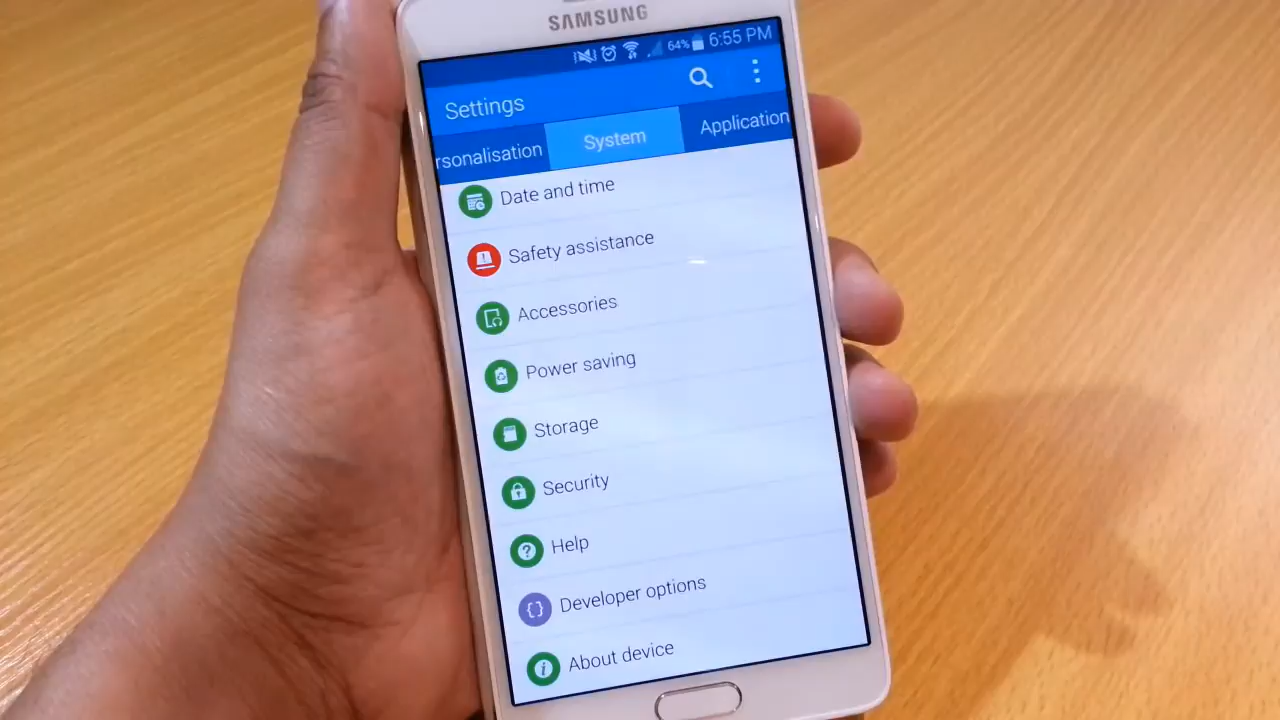 SAMSUNG
64% 6:55 PM
Settings
rsonalisation System Application
Date and time
Safety assistance
Accessories
Power saving
Storage
Security
Help
Developer options
About device